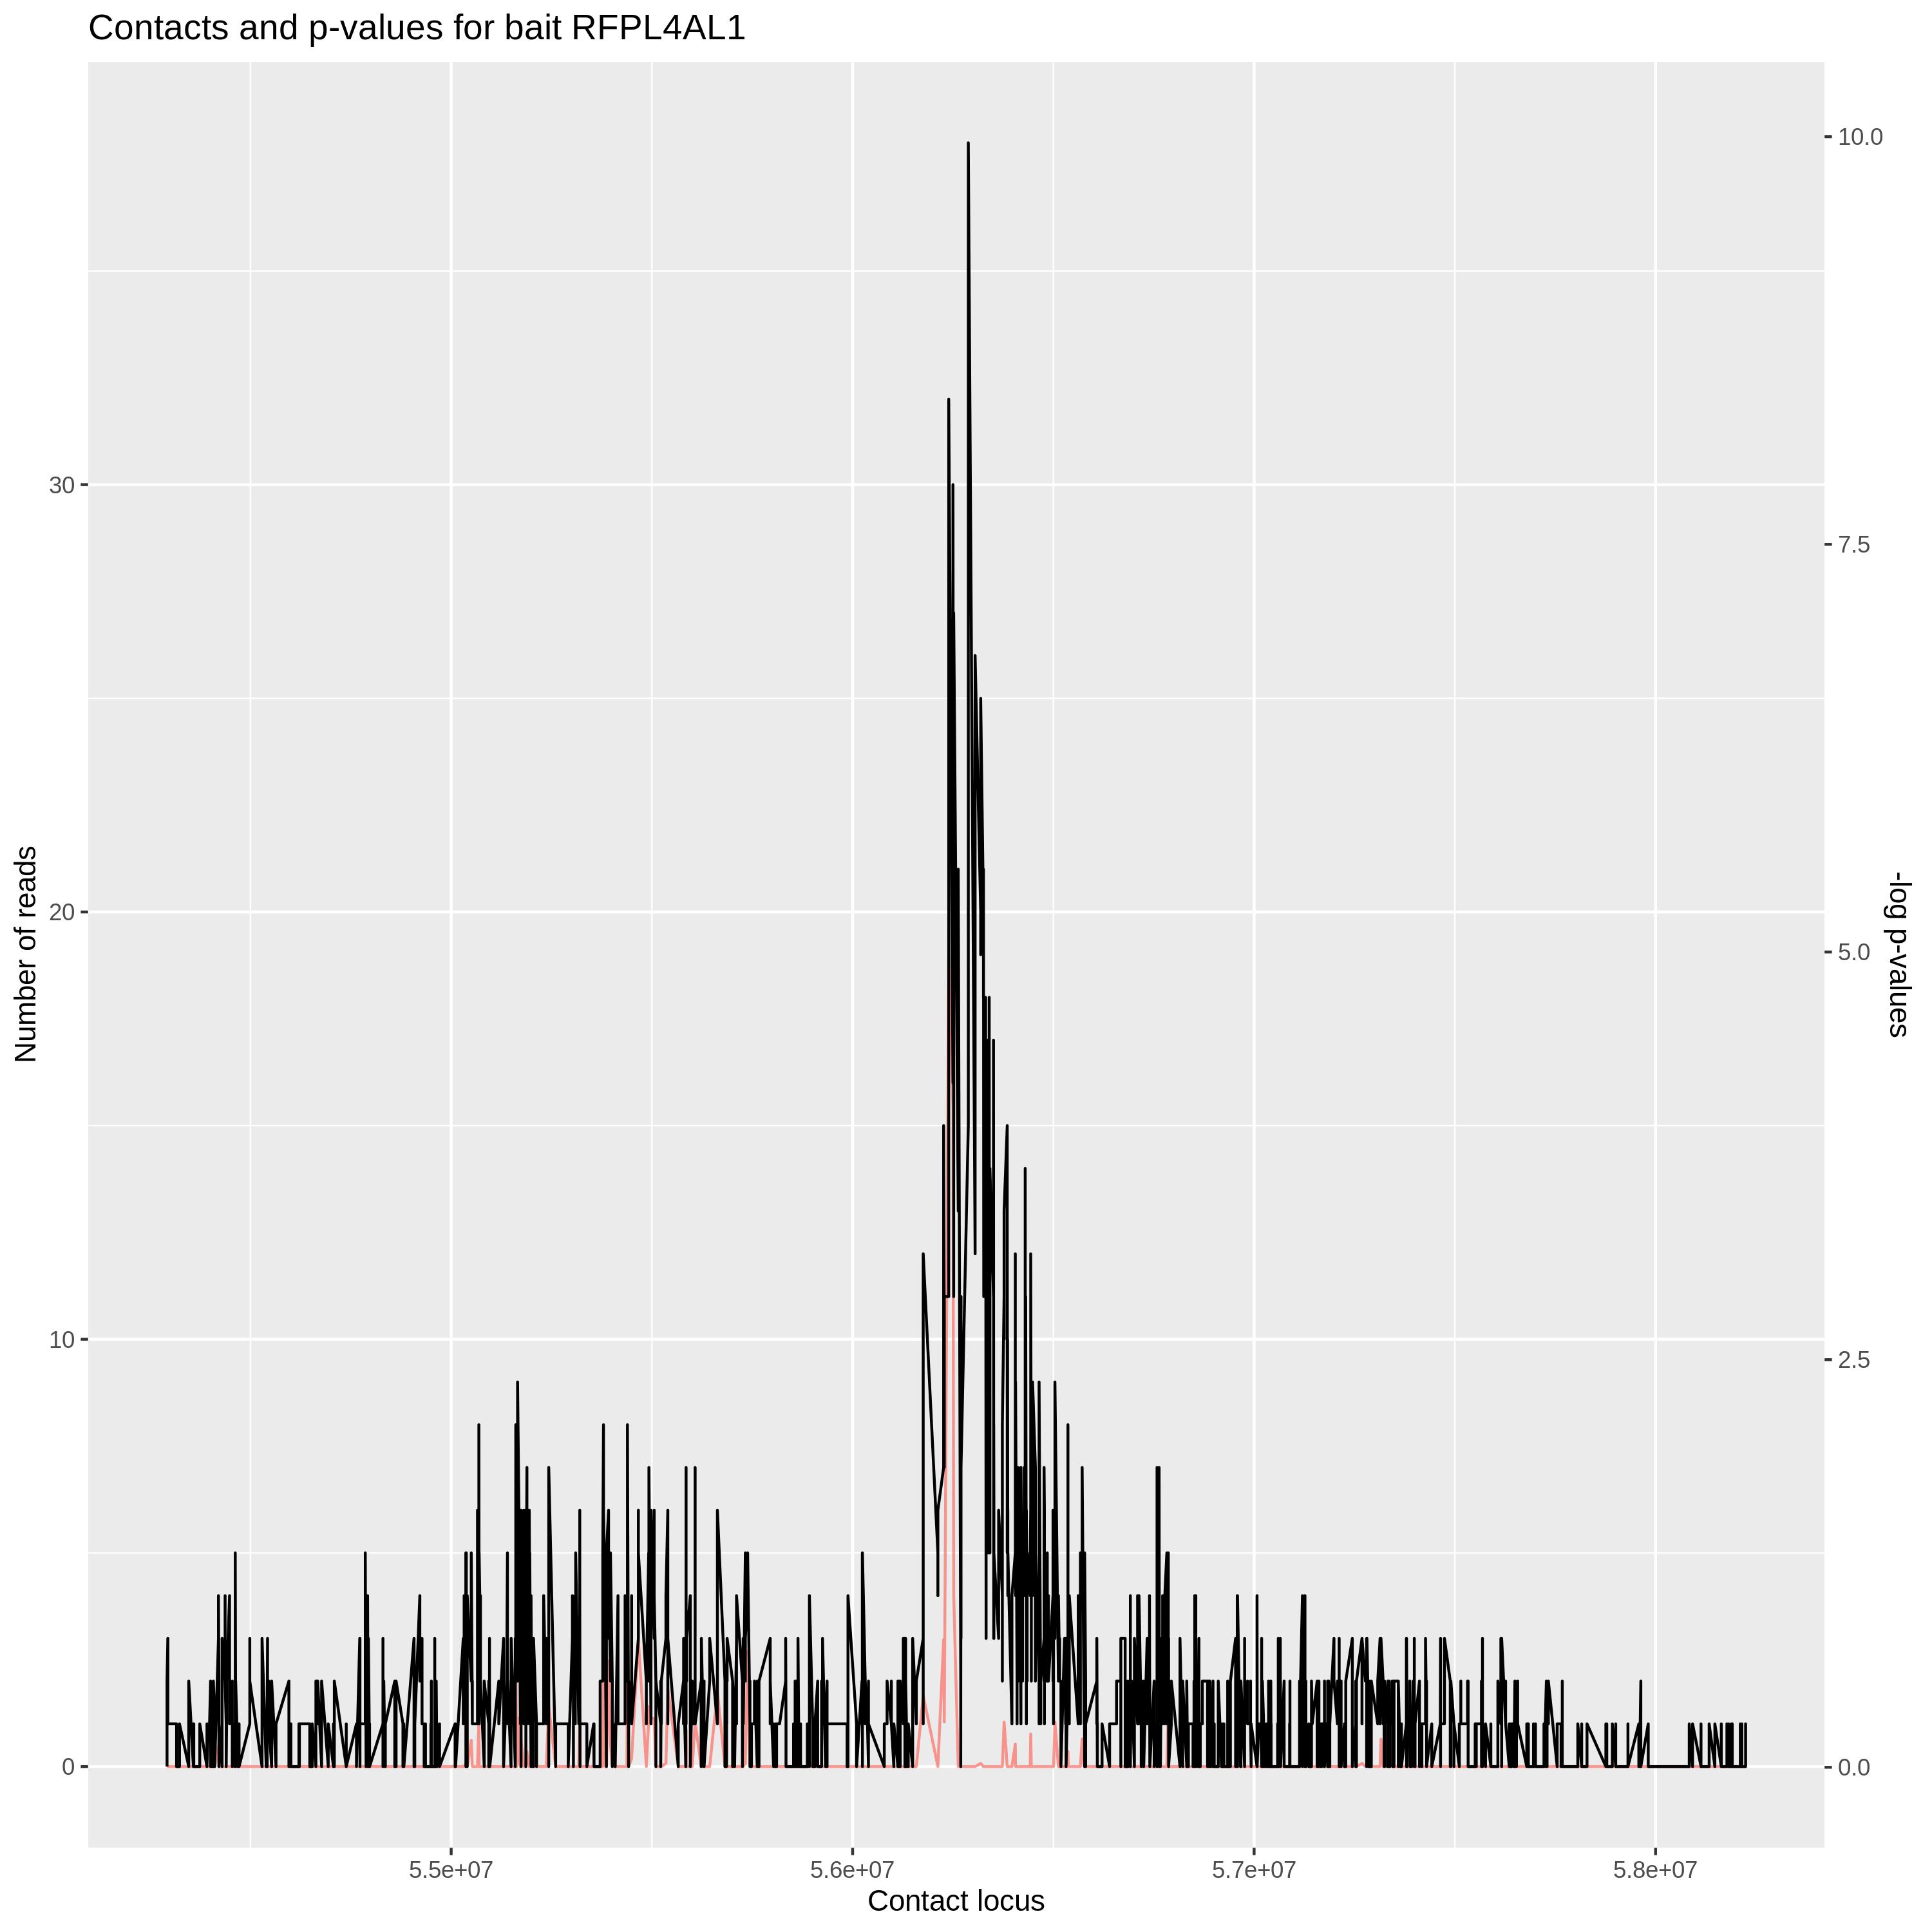 Contacts and p-values for bait RFPL4AL1
Number of reads
30
20
10
0
10.0
7.5
5.0
2.5
0.0
-log p-values
5.5e+07
5.6e+07
5.7e+07
5.8e+07
Contact locus